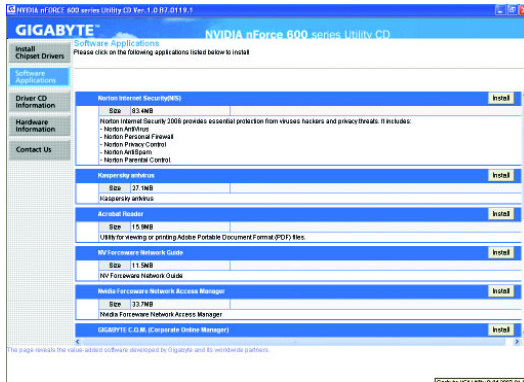 NVIDIA nFORCE 600 series Utility CD Ver.1.0 B7.0119.1
GIGABYTE™
NVIDIA nForce 600 series Utility CD
Install Chipset Drivers
Software Applications
Driver CD Information
Hardware Information
Contact Us
Software Applications
Please click on the following applications listed below to install
Norton Internet Security(NIS)
Install
Size 83.4MB
Norton Internet Security 2006 provides essential protection from viruses hackers and privacy threats. It includes:
- Norton AntiVirus
- Norton Personal Firewall
- Norton Privacy Control
- Norton AntiSpam
- Norton Parental Control.
Kaspersky antivirus
Install
Size 37.1MB
Kaspersky antivirus
Acrobat Reader
Install
Size 15.9MB
Utility for viewing or printing Adobe Portable Document Format (PDF) files.
NV Forceware Network Guide
Install
Size 11.5MB
NV Forceware Network Guide
Nvidia Forceware Network Access Manager
Install
Size 33.7MB
Nvidia Forceware Network Access Manager
GIGABYTE C.O.M. (Corporate Online Manager)
Install
The page reveals the value-added software developed by Gigabyte and its worldwide partners.